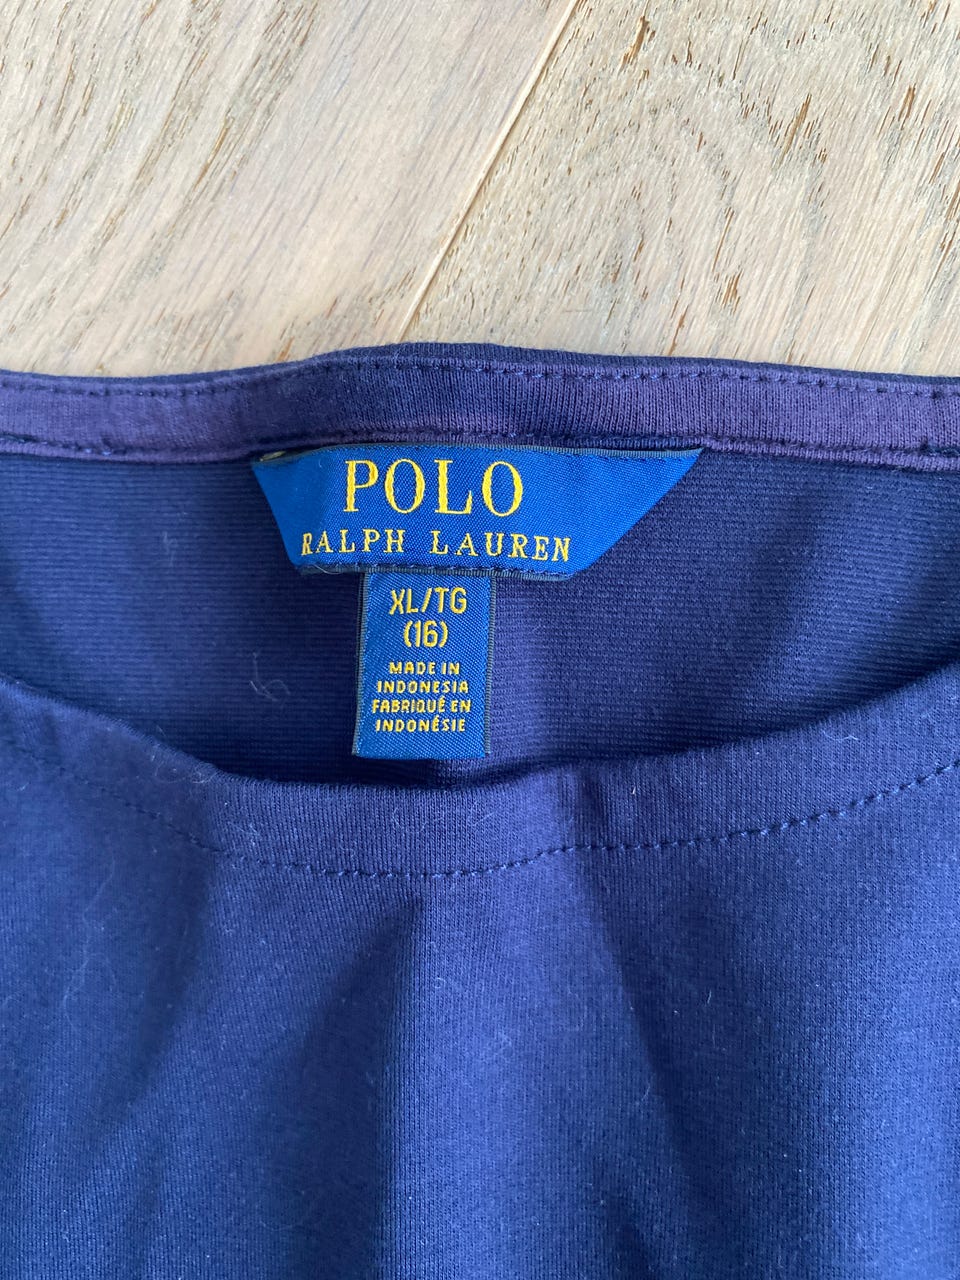 POLO
RALPH LAUREN
XL/TG
(16)
MADE IN
INDONESIA
FABRIQUÉ EN
INDONÉSIE